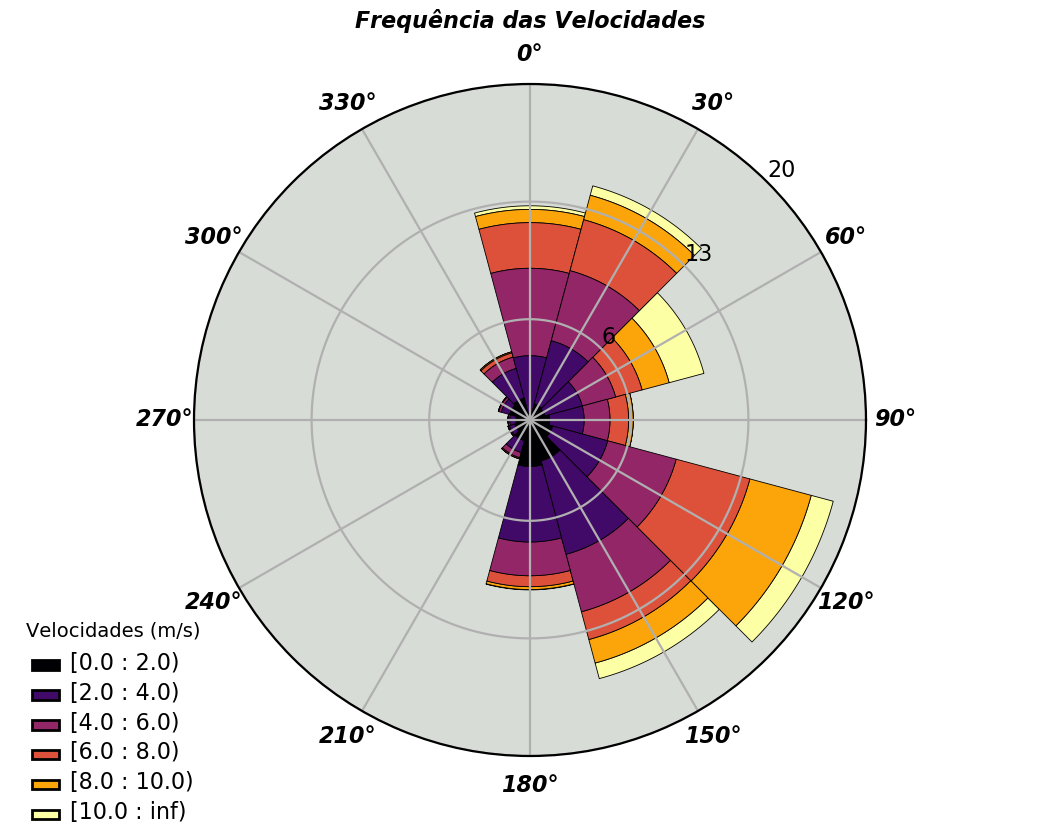 Frequência das Velocidades
0°
330°
30°
20
300°
60°
13
6
270°
90°
240°
120°
210°
150°
180°
Velocidades (m/s)
[0.0 : 2.0)
[2.0 : 4.0)
[4.0 : 6.0)
[6.0 : 8.0)
[8.0 : 10.0)
[10.0 : inf)